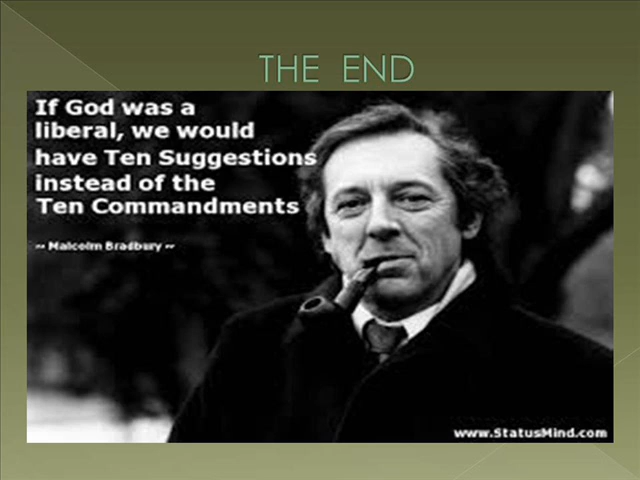 THE END
If God was a
liberal, we would
have Ten Suggestions
instead of the
Ten Commandments
~ Malcolm Bradbury ~
www.StatusMind.com